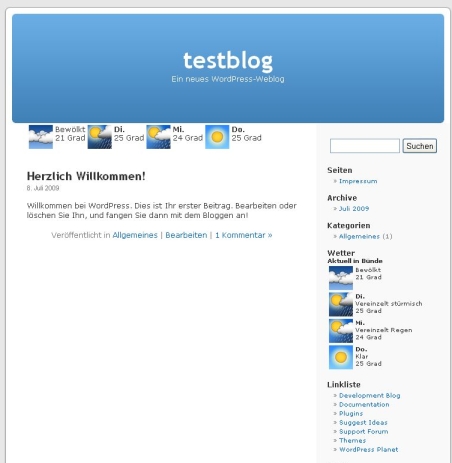 testblog
Ein neues WordPress-Weblog
Bewölkt
21 Grad
Di.
25 Grad
Mi.
24 Grad
Do.
25 Grad
Herzlich Willkommen!
8. Juli 2009
Willkommen bei WordPress. Dies ist Ihr erster Beitrag. Bearbeiten oder
löschen Sie Ihn, und fangen Sie dann mit dem Bloggen an!
Veröffentlicht in Allgemeines | Bearbeiten | 1 Kommentar »
Suchen
Seiten
» Impressum
Archive
» Juli 2009
Kategorien
» Allgemeines (1)
Wetter
Aktuell in Bünde
Bewölkt
21 Grad
Di.
Vereinzelt stürmisch
25 Grad
Mi.
Vereinzelt Regen
24 Grad
Do.
Klar
25 Grad
Linkliste
» Development Blog
» Documentation
» Plugins
» Suggest Ideas
» Support Forum
» Themes
» WordPress Planet